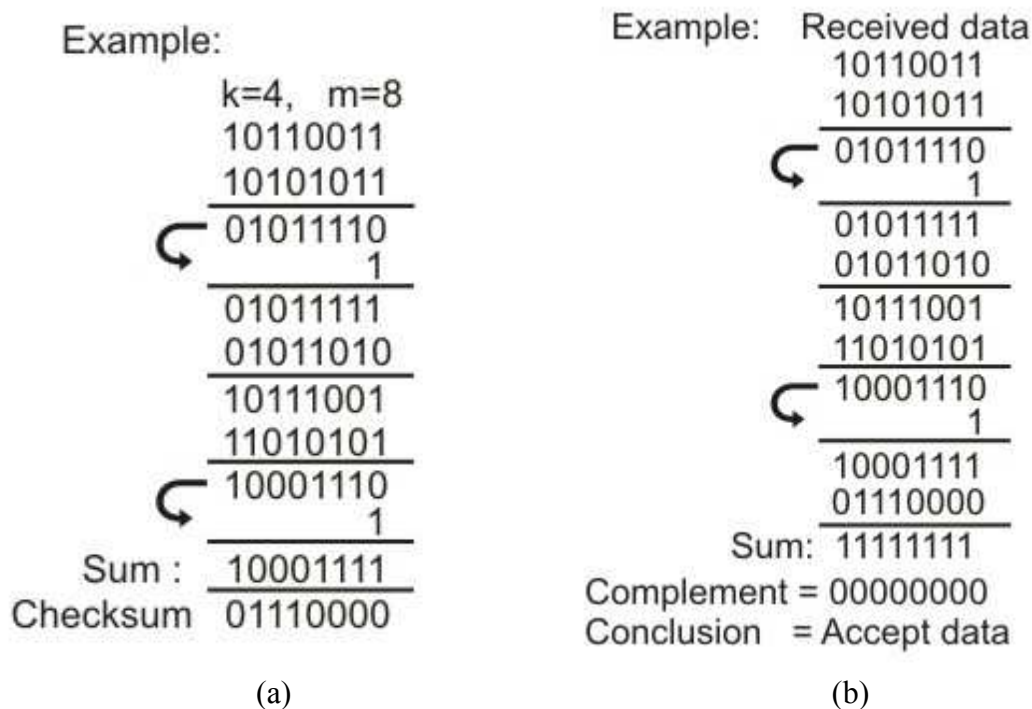 Example:
k=4, m=8
10110011
10101011
01011110
1
01011111
01011010
10111001
11010101
10001110
1
Sum : 10001111
Checksum 01110000
(a)
Example: Received data
10110011
10101011
01011110
1
01011111
01011010
10111001
11010101
10001110
1
10001111
01110000
Sum: 11111111
Complement = 00000000
Conclusion = Accept data
(b)